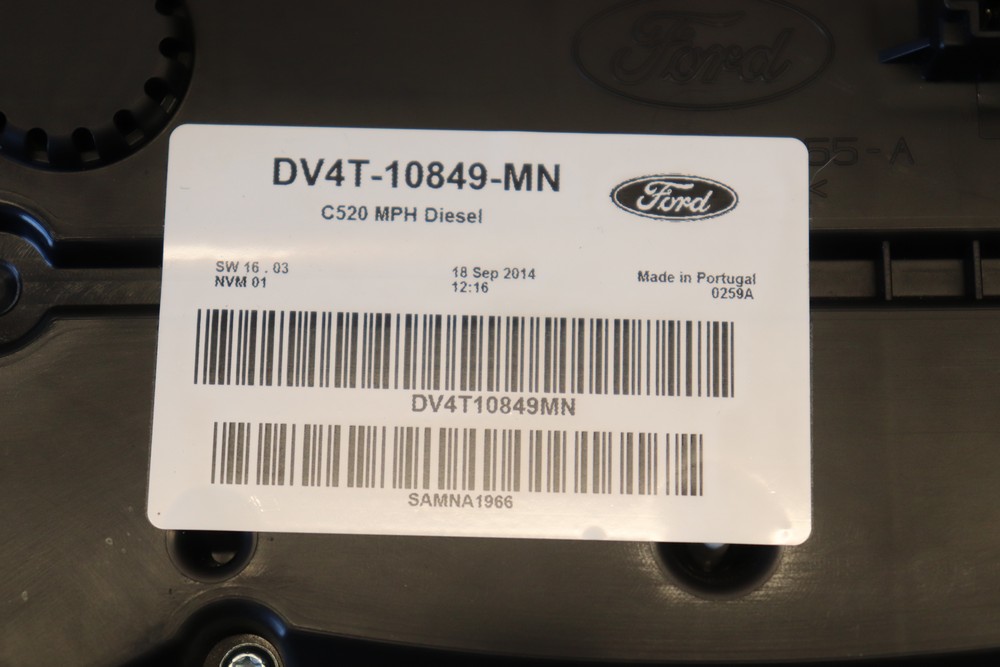 Ford
55-A
DV4T-10849-MN
Ford
C520 MPH Diesel
SW 16 . 03
NVM 01
18 Sep 2014
12:16
Made in Portugal
0259A
DV4T10849MN
SAMNA1966